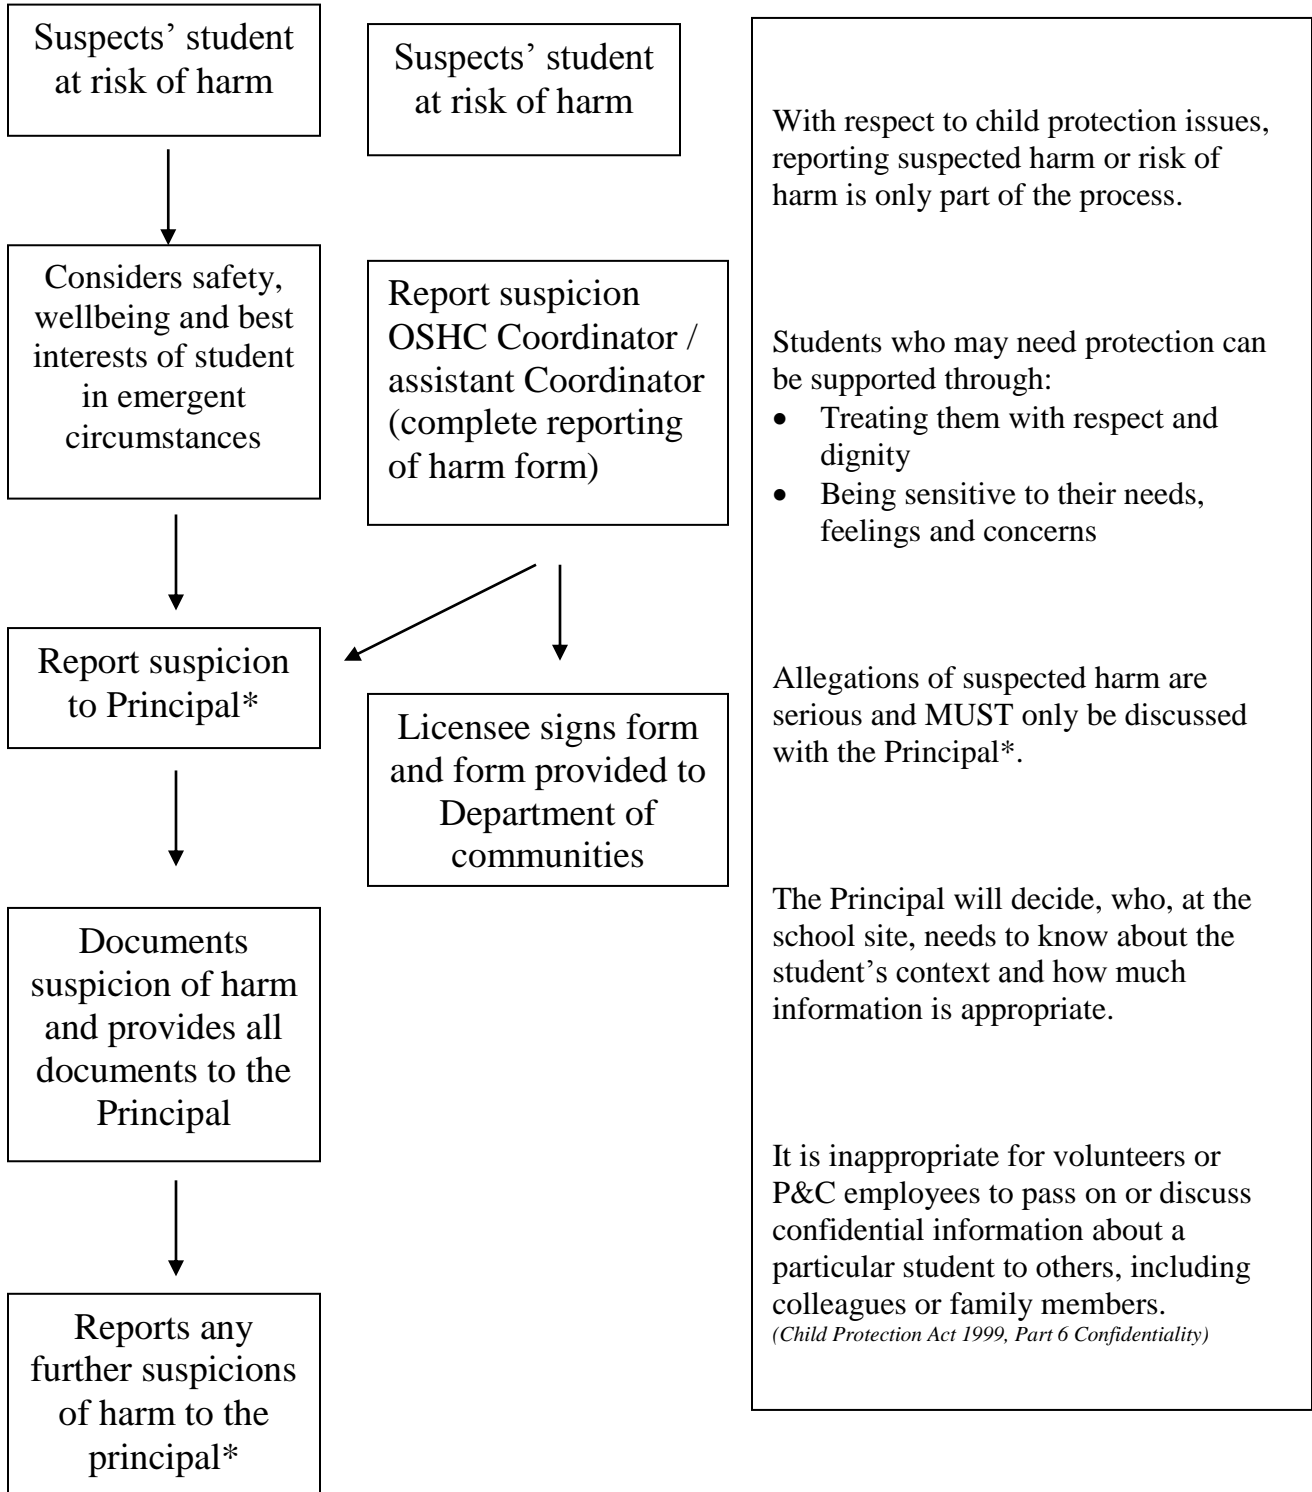 Suspects’ student
at risk of harm
Considers safety,
wellbeing and best
interests of student
in emergent
circumstances
Report suspicion
to Principal*
Documents
suspicion of harm
and provides all
documents to the
Principal
Reports any
further suspicions
of harm to the
principal*
Suspects’ student
at risk of harm
Report suspicion
OSHC Coordinator /
assistant Coordinator
(complete reporting
of harm form)
Licensee signs form
and form provided to
Department of
communities
With respect to child protection issues,
reporting suspected harm or risk of
harm is only part of the process.
Students who may need protection can
be supported through:
• Treating them with respect and
dignity
• Being sensitive to their needs,
feelings and concerns
Allegations of suspected harm are
serious and MUST only be discussed
with the Principal*.
The Principal will decide, who, at the
school site, needs to know about the
student’s context and how much
information is appropriate.
It is inappropriate for volunteers or
P&C employees to pass on or discuss
confidential information about a
particular student to others, including
colleagues or family members.
(Child Protection Act 1999, Part 6 Confidentiality)